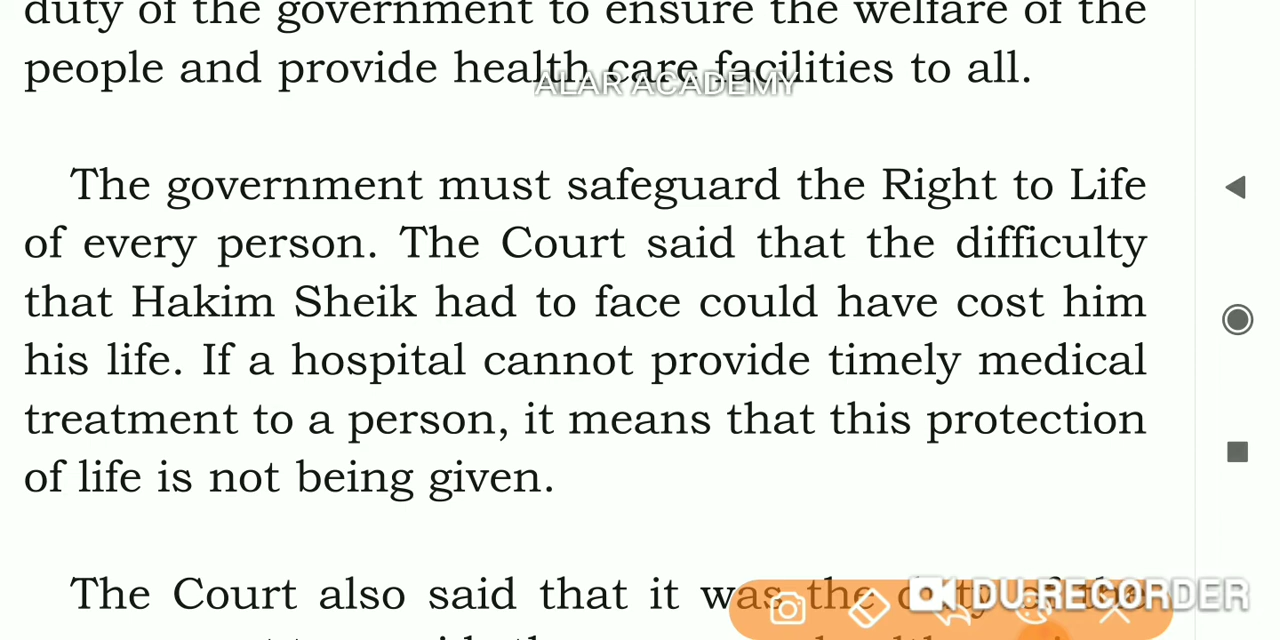 duty of the government to ensure the welfare of the
people and provide health care facilities to all.
ALAR ACADEMY
The government must safeguard the Right to Life
of every person. The Court said that the difficulty
that Hakim Sheik had to face could have cost him
his life. If a hospital cannot provide timely medical
treatment to a person, it means that this protection
of life is not being given.
The Court also said that it was the duty of the
DU RECORDER